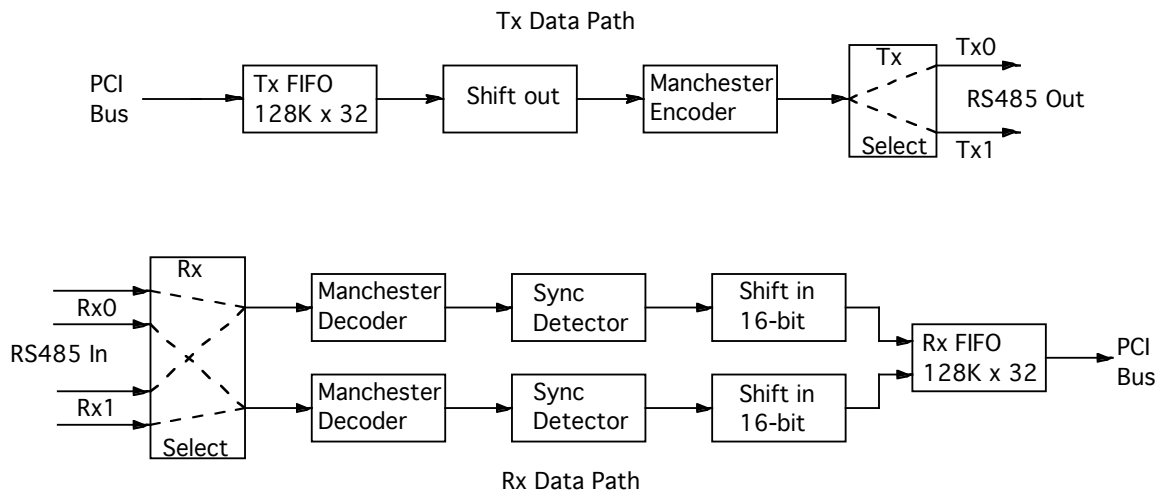 Tx Data Path
PCI
Bus
Tx FIFO
128K x 32
Shift out
Manchester
Encoder
Tx
Select
Tx0
RS485 Out
Tx1
Rx0
RS485 In
Rx1
Rx
Select
Manchester
Decoder
Sync
Detector
Shift in
16-bit
Manchester
Decoder
Sync
Detector
Shift in
16-bit
Rx FIFO
128K x 32
PCI
Bus
Rx Data Path